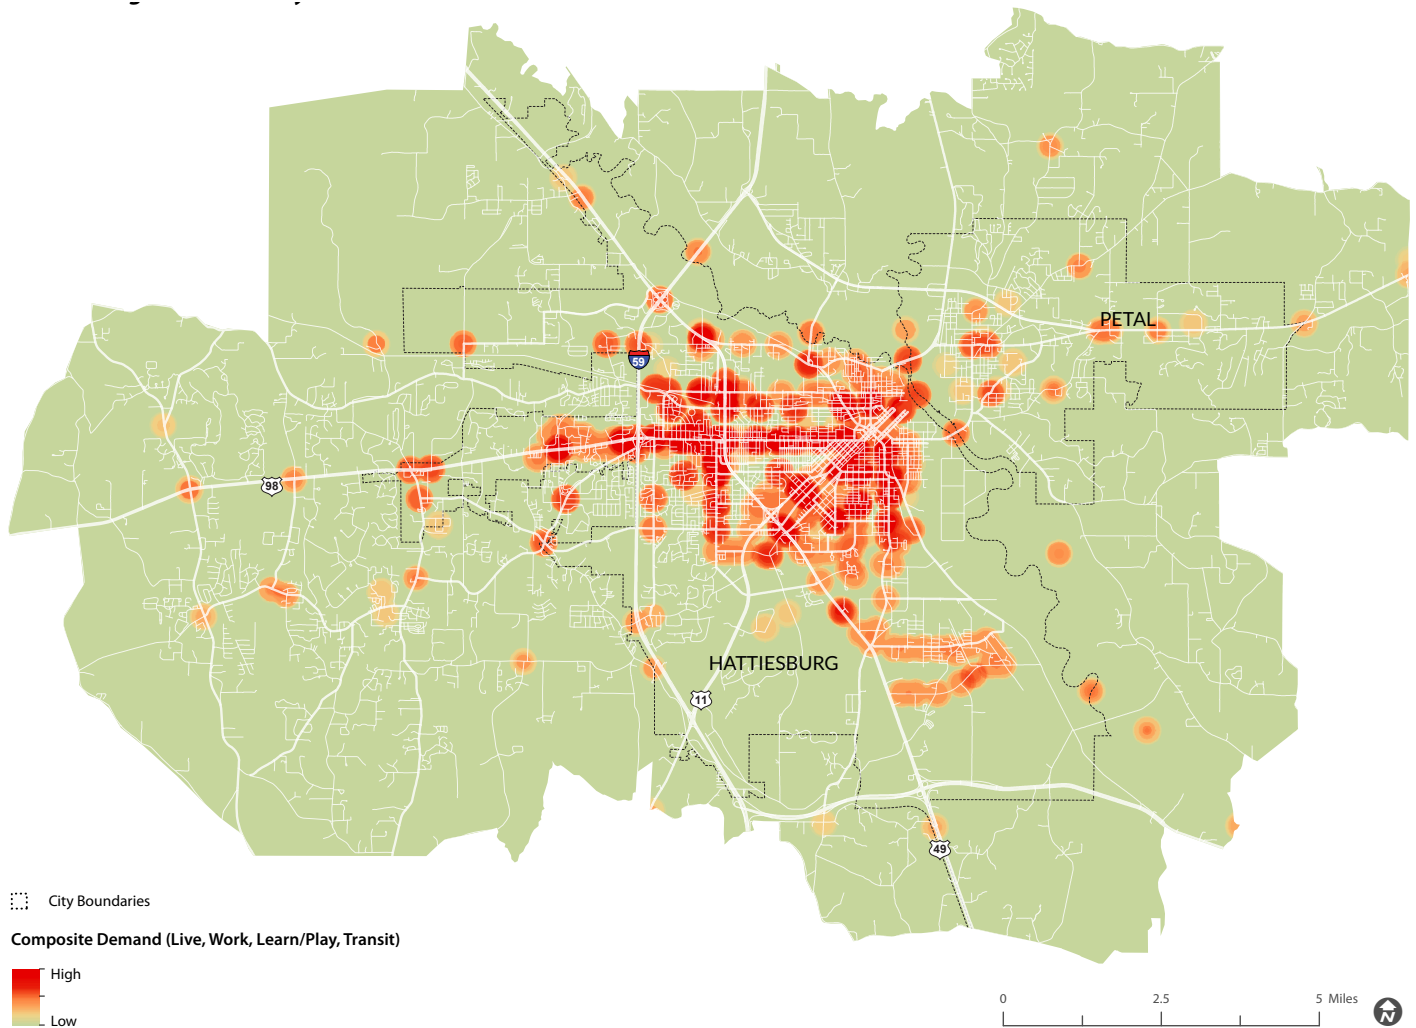 PETAL
59
98
HATTIESBURG
11
49
City Boundaries
Composite Demand (Live, Work, Learn/Play, Transit)
High
Low
0 2.5 5 Miles
N